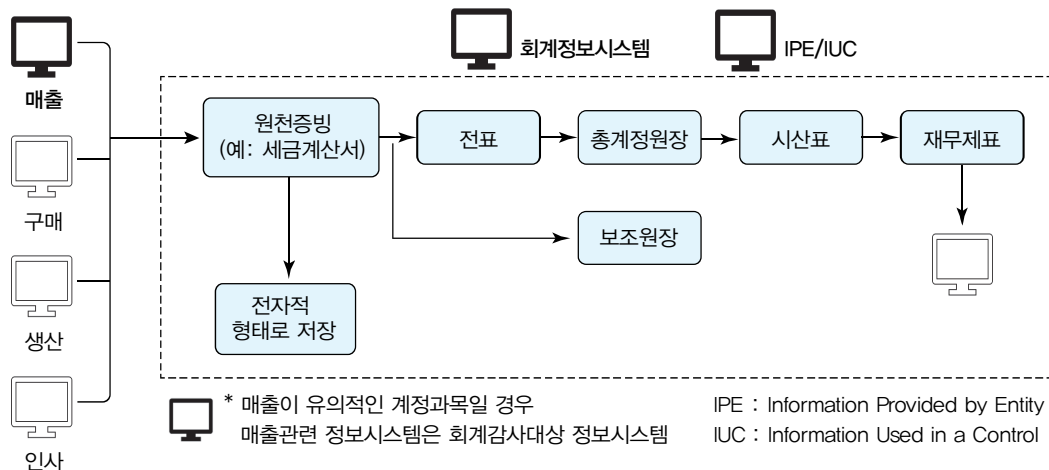 회계정보시스템
IPE/IUC
매출
구매
생산
인사
원천증빙
(예: 세금계산서)
전표
총계정원장
시산표
재무제표
보조원장
전자적
형태로 저장
* 매출이 유의적인 계정과목일 경우
매출관련 정보시스템은 회계감사대상 정보시스템
IPE : Information Provided by Entity
IUC : Information Used in a Control